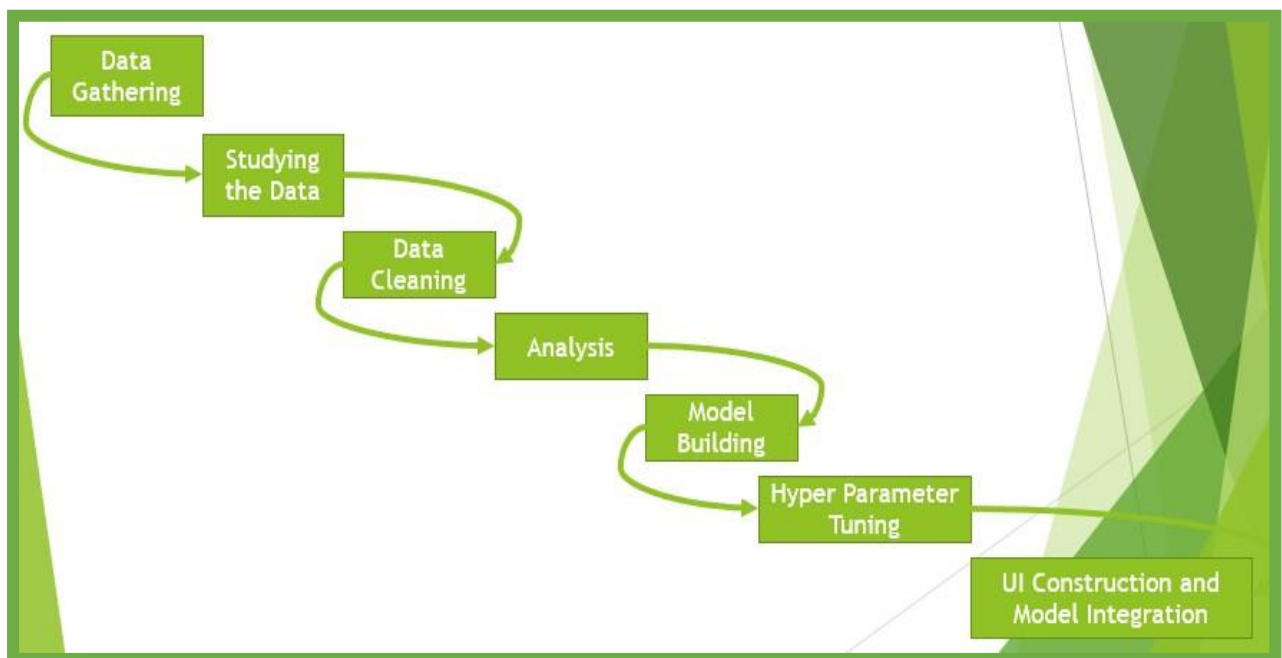 Data
Gathering
Studying
the Data
Data
Cleaning
Analysis
Model
Building
Hyper Parameter
Tuning
UI Construction and
Model Integration